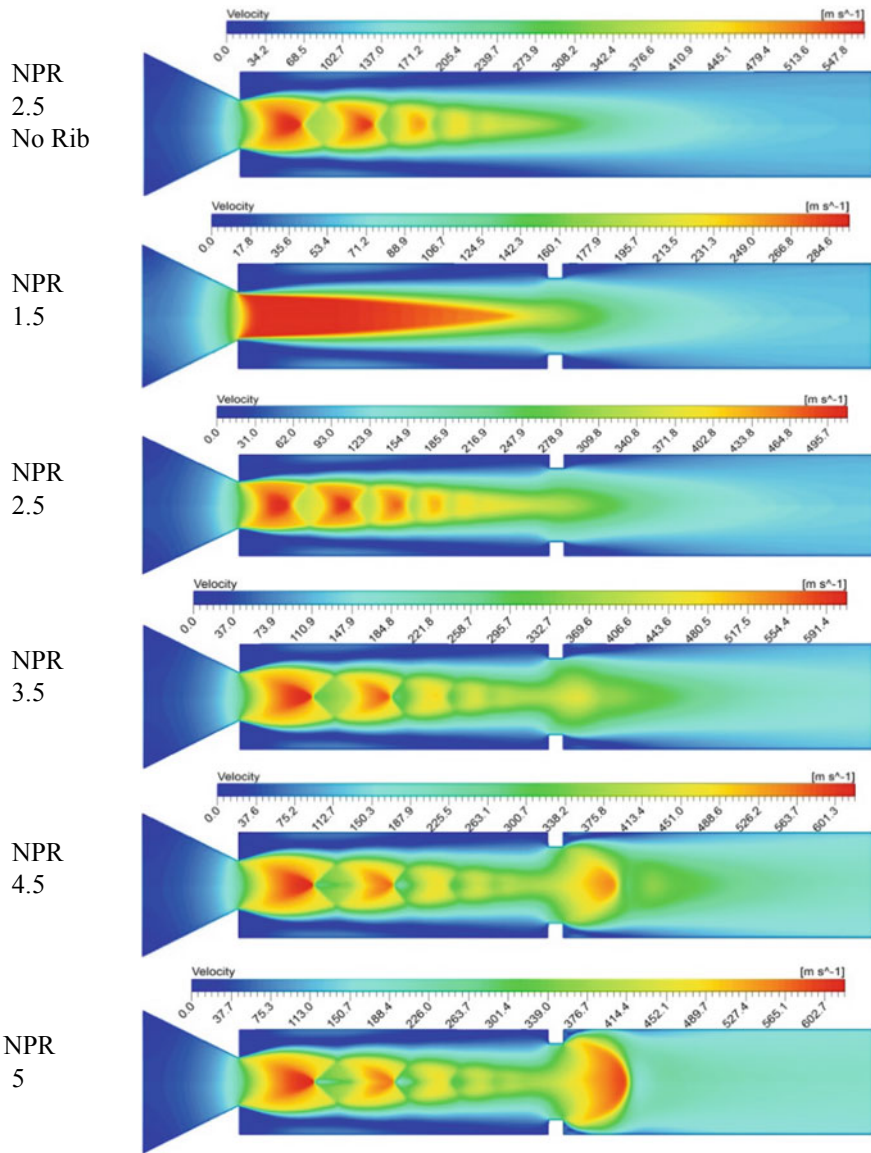 Velocity [m s^-1]
0.0 34.2 68.5 102.7 137.0 171.2 205.4 239.7 273.9 308.2 342.4 376.6 410.9 445.1 479.4 513.6 547.8
NPR
2.5
No Rib
Velocity [m s^-1]
0.0 17.8 35.6 53.4 71.2 88.9 106.7 124.5 142.3 160.1 177.9 195.7 213.5 231.3 249.0 266.8 284.6
NPR
1.5
Velocity [m s^-1]
0.0 31.0 62.0 93.0 123.9 154.9 185.9 216.9 247.9 278.9 309.8 340.8 371.8 402.8 433.8 464.8 495.7
NPR
2.5
Velocity [m s^-1]
0.0 37.0 73.9 110.9 147.9 184.8 221.8 258.7 295.7 332.7 369.6 406.6 443.6 480.5 517.5 554.4 591.4
NPR
3.5
Velocity [m s^-1]
0.0 37.6 75.2 112.7 150.3 187.9 225.5 263.1 300.7 338.2 375.8 413.4 451.0 488.6 526.2 563.7 601.3
NPR
4.5
Velocity [m s^-1]
0.0 37.7 75.3 113.0 150.7 188.4 226.0 263.7 301.4 339.0 376.7 414.4 452.1 489.7 527.4 565.1 602.7
NPR
5